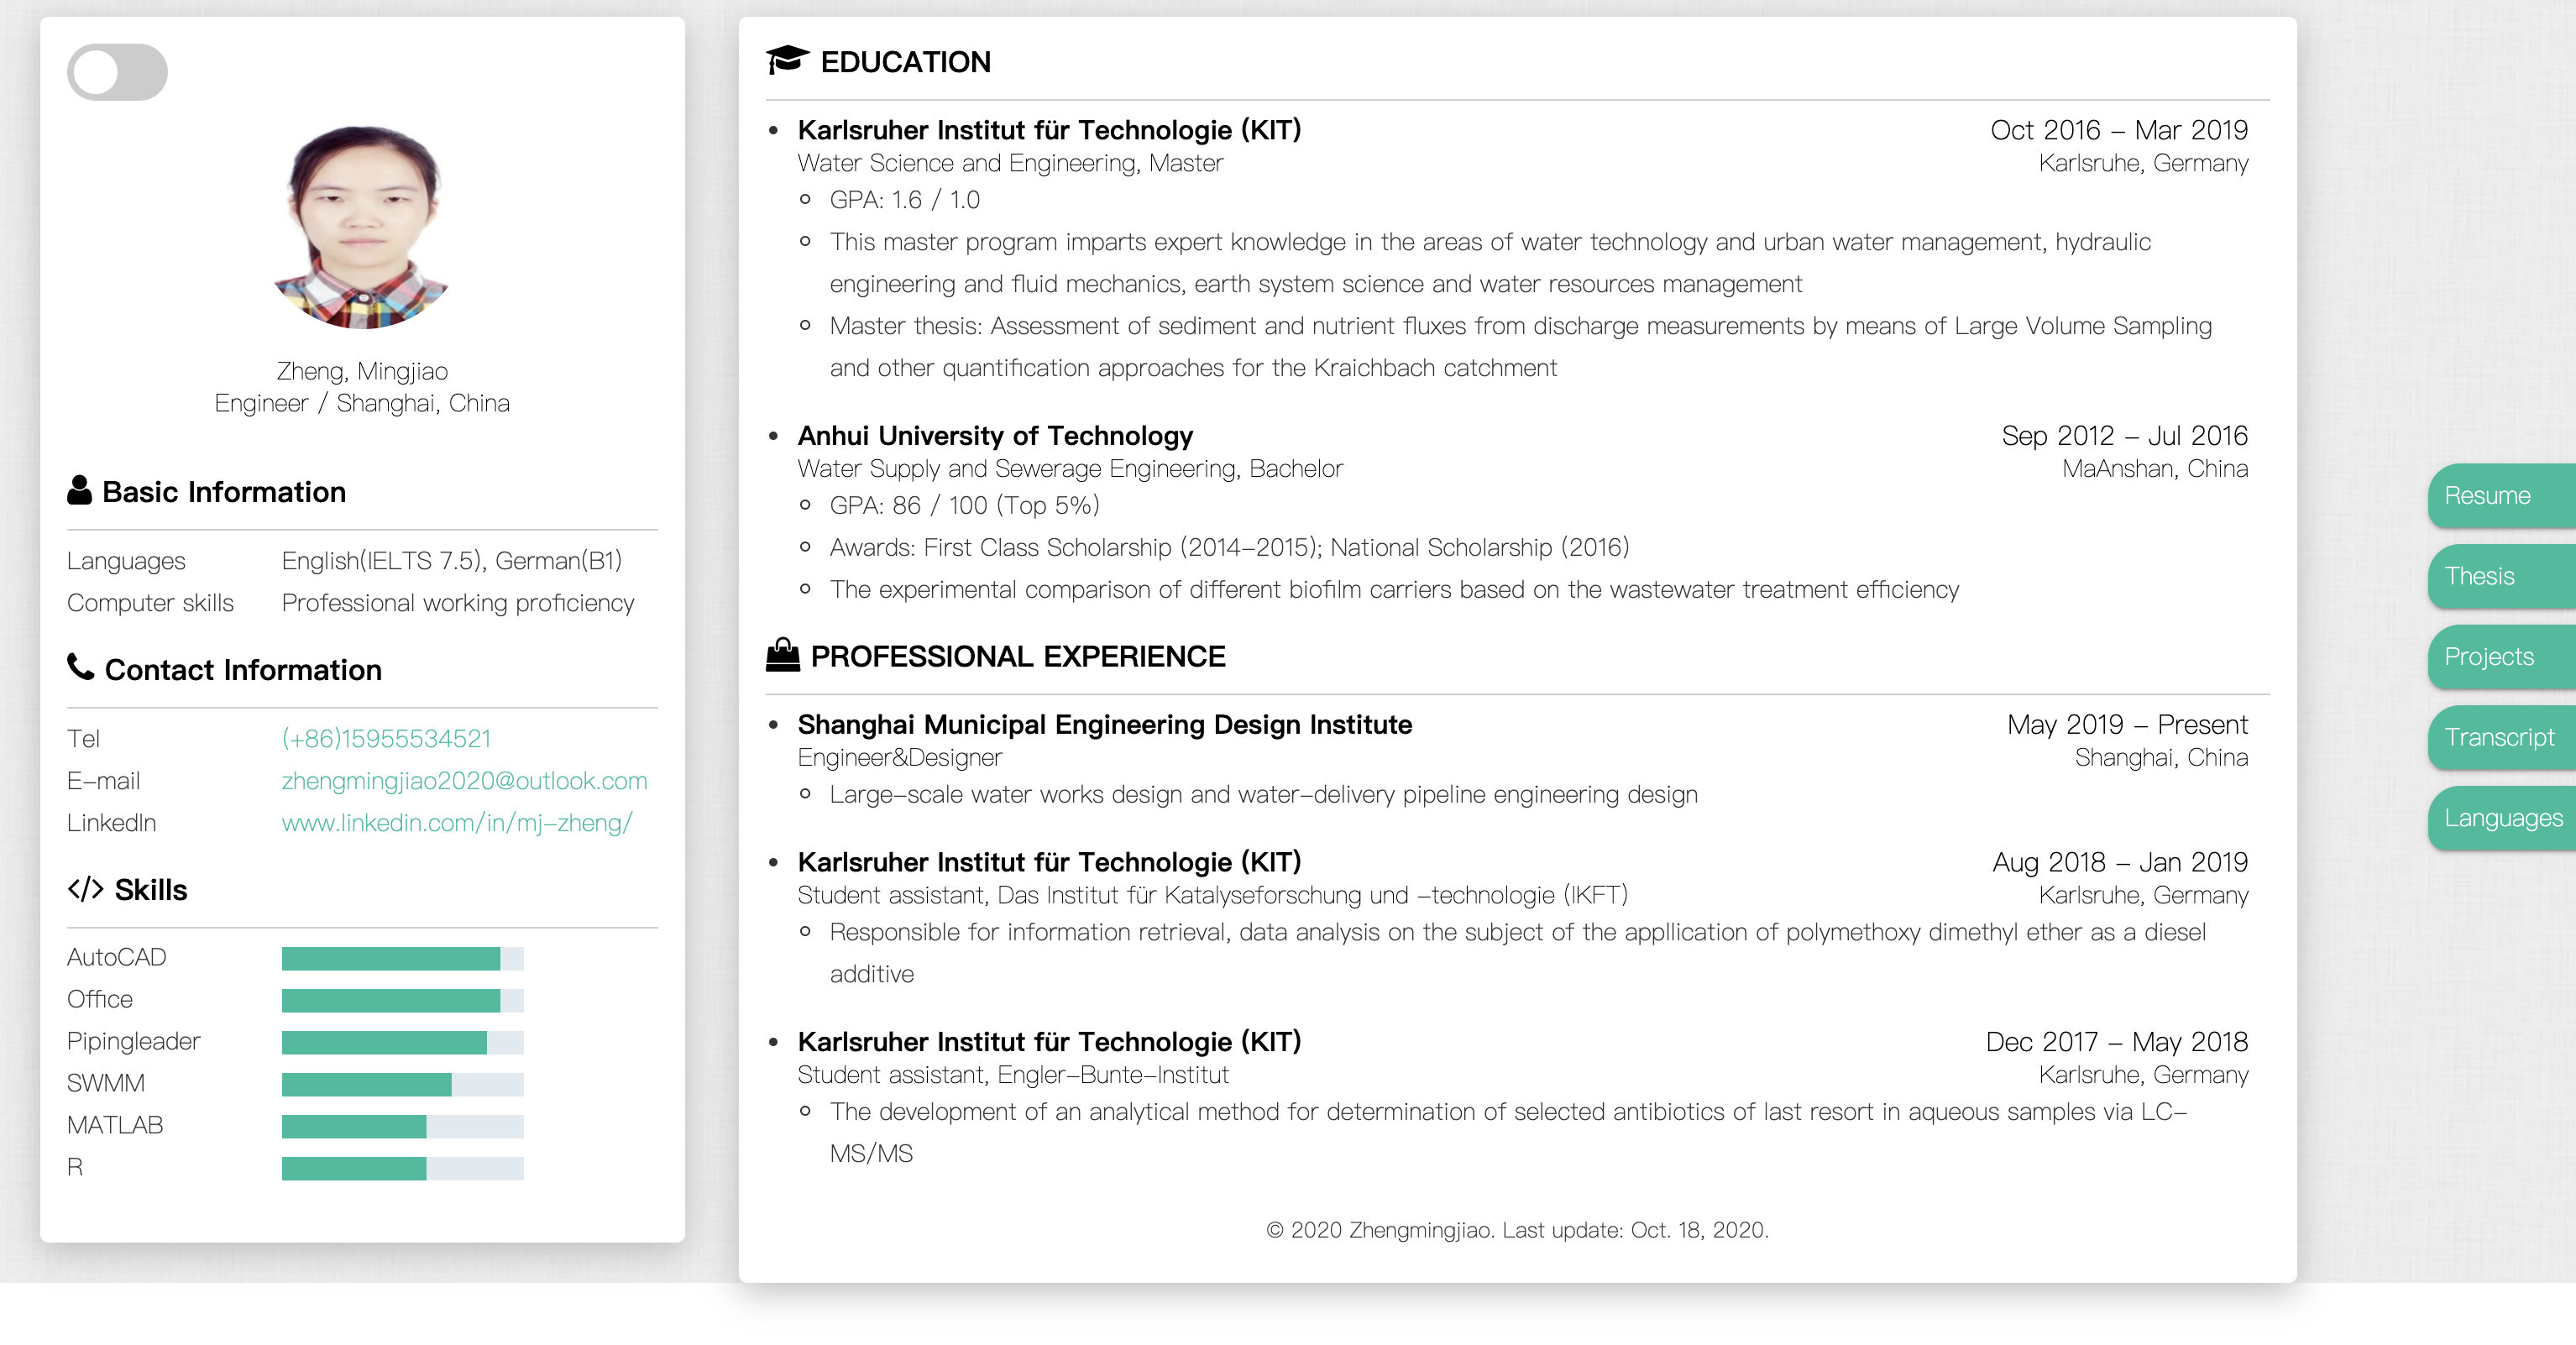 Zheng, Mingjiao
Engineer / Shanghai, China
Basic Information
Languages English(IELTS 7.5), German(B1)
Computer skills Professional working proficiency
Contact Information
Tel (+86)15955534521
E-mail zhengmingjiao2020@outlook.com
LinkedIn www.linkedin.com/in/mj-zheng/
</> Skills
AutoCAD
Office
Pipingleader
SWMM
MATLAB
R
EDUCATION
Karlsruher Institut für Technologie (KIT) Oct 2016 - Mar 2019
Water Science and Engineering, Master Karlsruhe, Germany
GPA: 1.6 / 1.0
This master program imparts expert knowledge in the areas of water technology and urban water management, hydraulic
engineering and fluid mechanics, earth system science and water resources management
Master thesis: Assessment of sediment and nutrient fluxes from discharge measurements by means of Large Volume Sampling
and other quantification approaches for the Kraichbach catchment
Anhui University of Technology Sep 2012 - Jul 2016
Water Supply and Sewerage Engineering, Bachelor MaAnshan, China
GPA: 86 / 100 (Top 5%)
Awards: First Class Scholarship (2014-2015); National Scholarship (2016)
The experimental comparison of different biofilm carriers based on the wastewater treatment efficiency
PROFESSIONAL EXPERIENCE
Shanghai Municipal Engineering Design Institute May 2019 - Present
Engineer&Designer Shanghai, China
Large-scale water works design and water-delivery pipeline engineering design
Karlsruher Institut für Technologie (KIT) Aug 2018 - Jan 2019
Student assistant, Das Institut für Katalyseforschung und -technologie (IKFT) Karlsruhe, Germany
Responsible for information retrieval, data analysis on the subject of the appllication of polymethoxy dimethyl ether as a diesel
additive
Karlsruher Institut für Technologie (KIT) Dec 2017 - May 2018
Student assistant, Engler-Bunte-Institut Karlsruhe, Germany
The development of an analytical method for determination of selected antibiotics of last resort in aqueous samples via LC-
MS/MS
© 2020 Zhengmingjiao. Last update: Oct. 18, 2020.
Resume
Thesis
Projects
Transcript
Languages